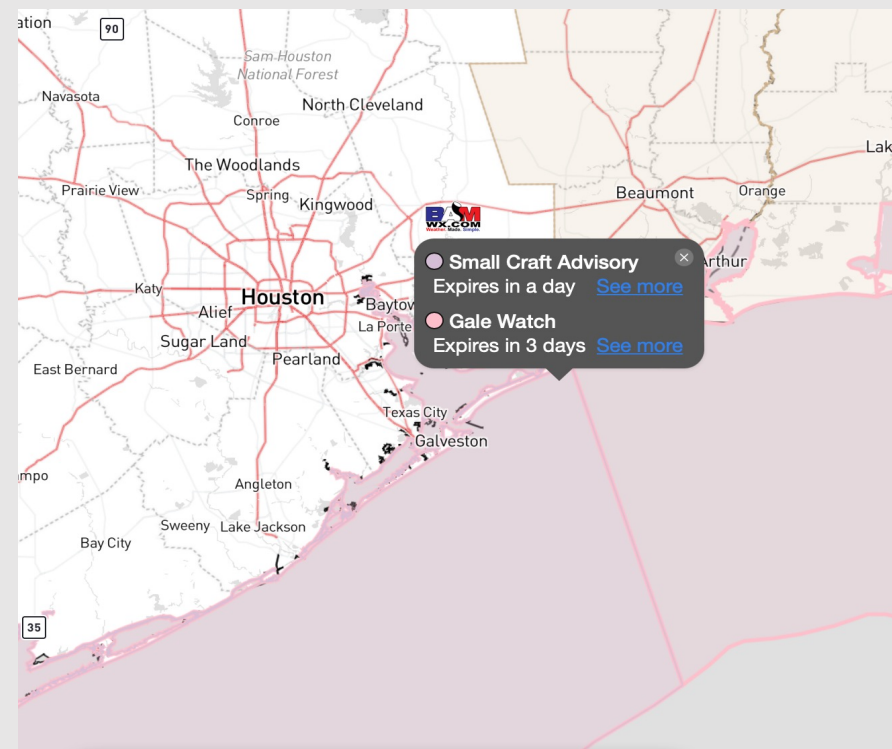 ation
90
Sam Houston
National Forest
Navasota
North Cleveland
Conroe
Lak
The Woodlands
Prairie View
Spring
Kingwood
Beaumont
Orange
BAM
WX.COM
Weather. Made. Simple.
Small Craft Advisory
Expires in a day See more
Gale Watch
Expires in 3 days See more
Arthur
Katy
Houston
Baytow
Alief
La Porte
Sugar Land
Pearland
East Bernard
Texas City
Galveston
mpo
Angleton
Sweeny
Lake Jackson
Bay City
35